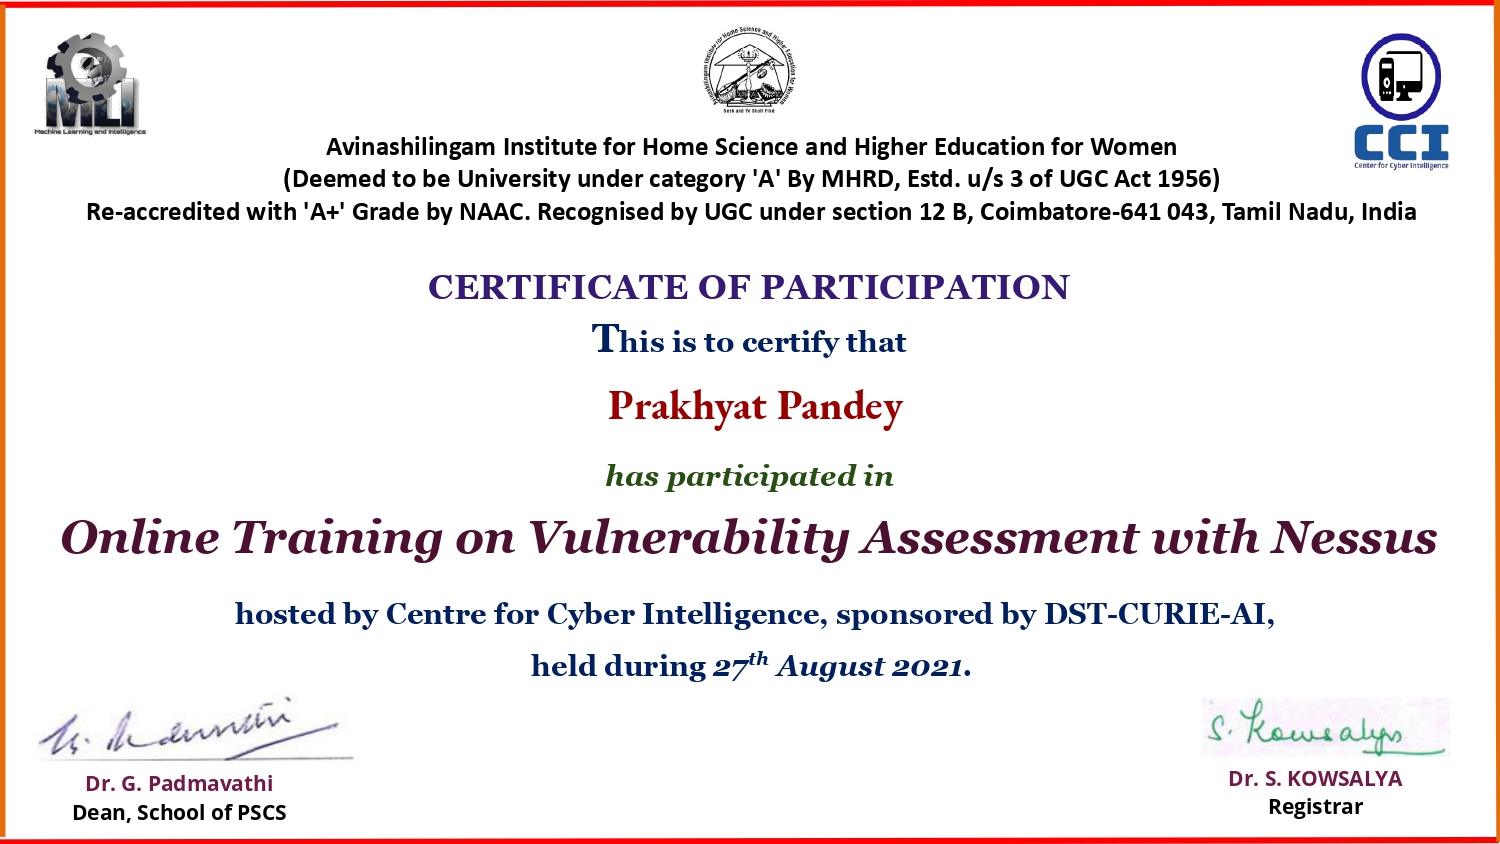 MLI
Machine Learning and Intelligence
Avinashilingam Institute for Home Science and Higher Education for Women
Seek and Ye Shall Find
CCI
Center for Cyber Intelligence
Avinashilingam Institute for Home Science and Higher Education for Women
(Deemed to be University under category 'A' By MHRD, Estd. u/s 3 of UGC Act 1956)
Re-accredited with 'A+' Grade by NAAC. Recognised by UGC under section 12 B, Coimbatore-641 043, Tamil Nadu, India
CERTIFICATE OF PARTICIPATION
This is to certify that
Prakhyat Pandey
has participated in
Online Training on Vulnerability Assessment with Nessus
hosted by Centre for Cyber Intelligence, sponsored by DST-CURIE-AI,
held during 27th August 2021.
G. Padmavathi
Dr. G. Padmavathi
Dean, School of PSCS
S. Kowsalya
Dr. S. KOWSALYA
Registrar